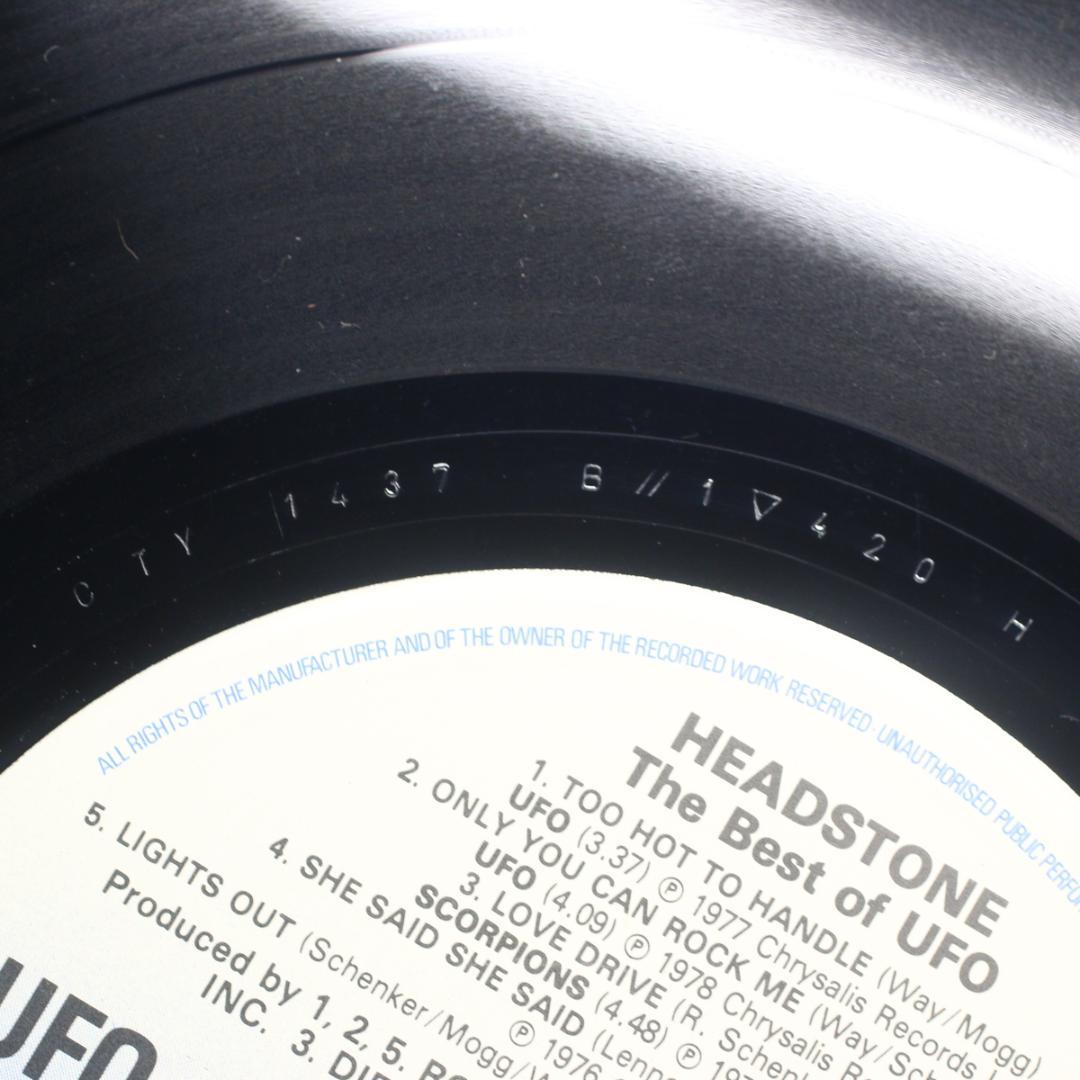 CTY 1437 B//1▽420 H
ALL RIGHTS OF THE MANUFACTURER AND OF THE OWNER OF THE RECORDED WORK RESERVED · UNAUTHORISED PUBLIC
HEADSTONE
The Best of UFO
1. TOO HOT TO HANDLE (Way/Mogg)
UFO (3.37) ℗ 1977 Chrysalis Records
2. ONLY YOU CAN ROCK ME (Way/
UFO (4.09) ℗ 1978 Chrysalis
3. LOVE DRIVE (R.
SCORPIONS (4.48) ℗
4. SHE SAID SHE SAID
℗ 1976
5. LIGHTS OUT (Schenker/Mogg/
Produced by 1, 2, 5.
INC. 3.
UFO